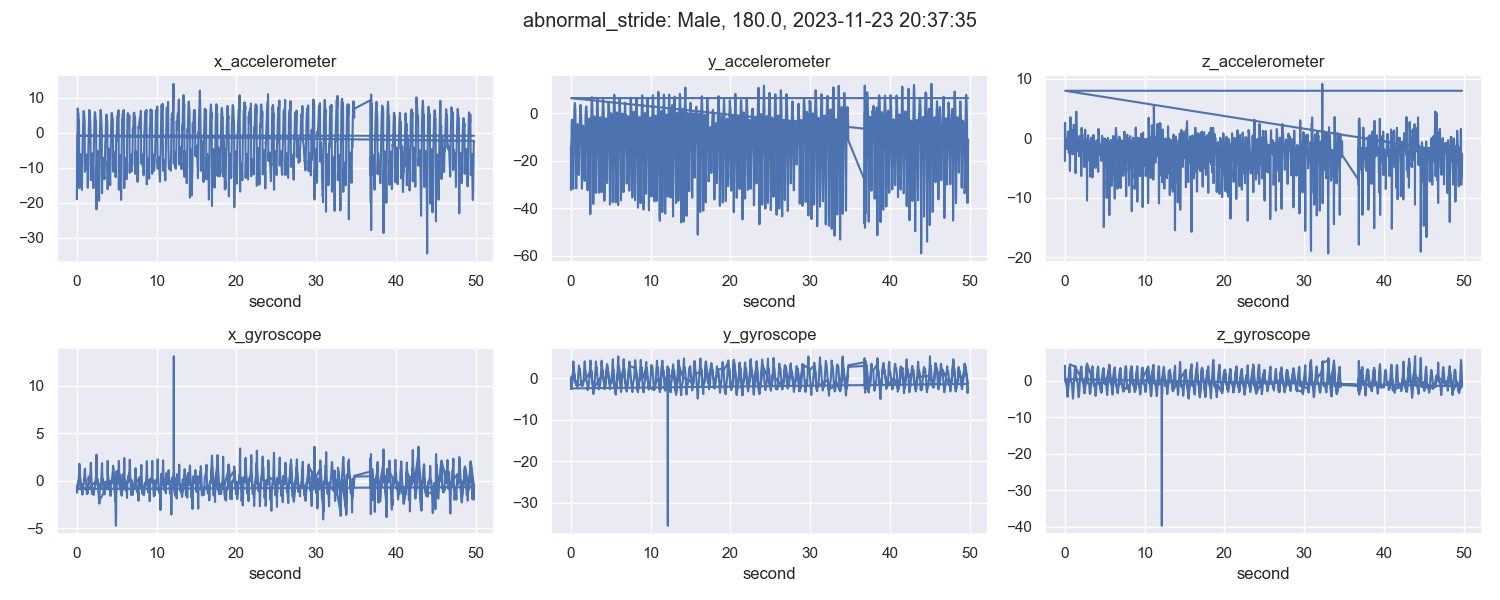 abnormal_stride: Male, 180.0, 2023-11-23 20:37:35
x_accelerometer
y_accelerometer
z_accelerometer
10
0
−10
−20
−30
0
−20
−40
−60
10
0
−10
−20
0 10 20 30 40 50
0 10 20 30 40 50
0 10 20 30 40 50
second
second
second
x_gyroscope
y_gyroscope
z_gyroscope
10
5
0
−5
0
−10
−20
−30
0
−10
−20
−30
−40
0 10 20 30 40 50
0 10 20 30 40 50
0 10 20 30 40 50
second
second
second